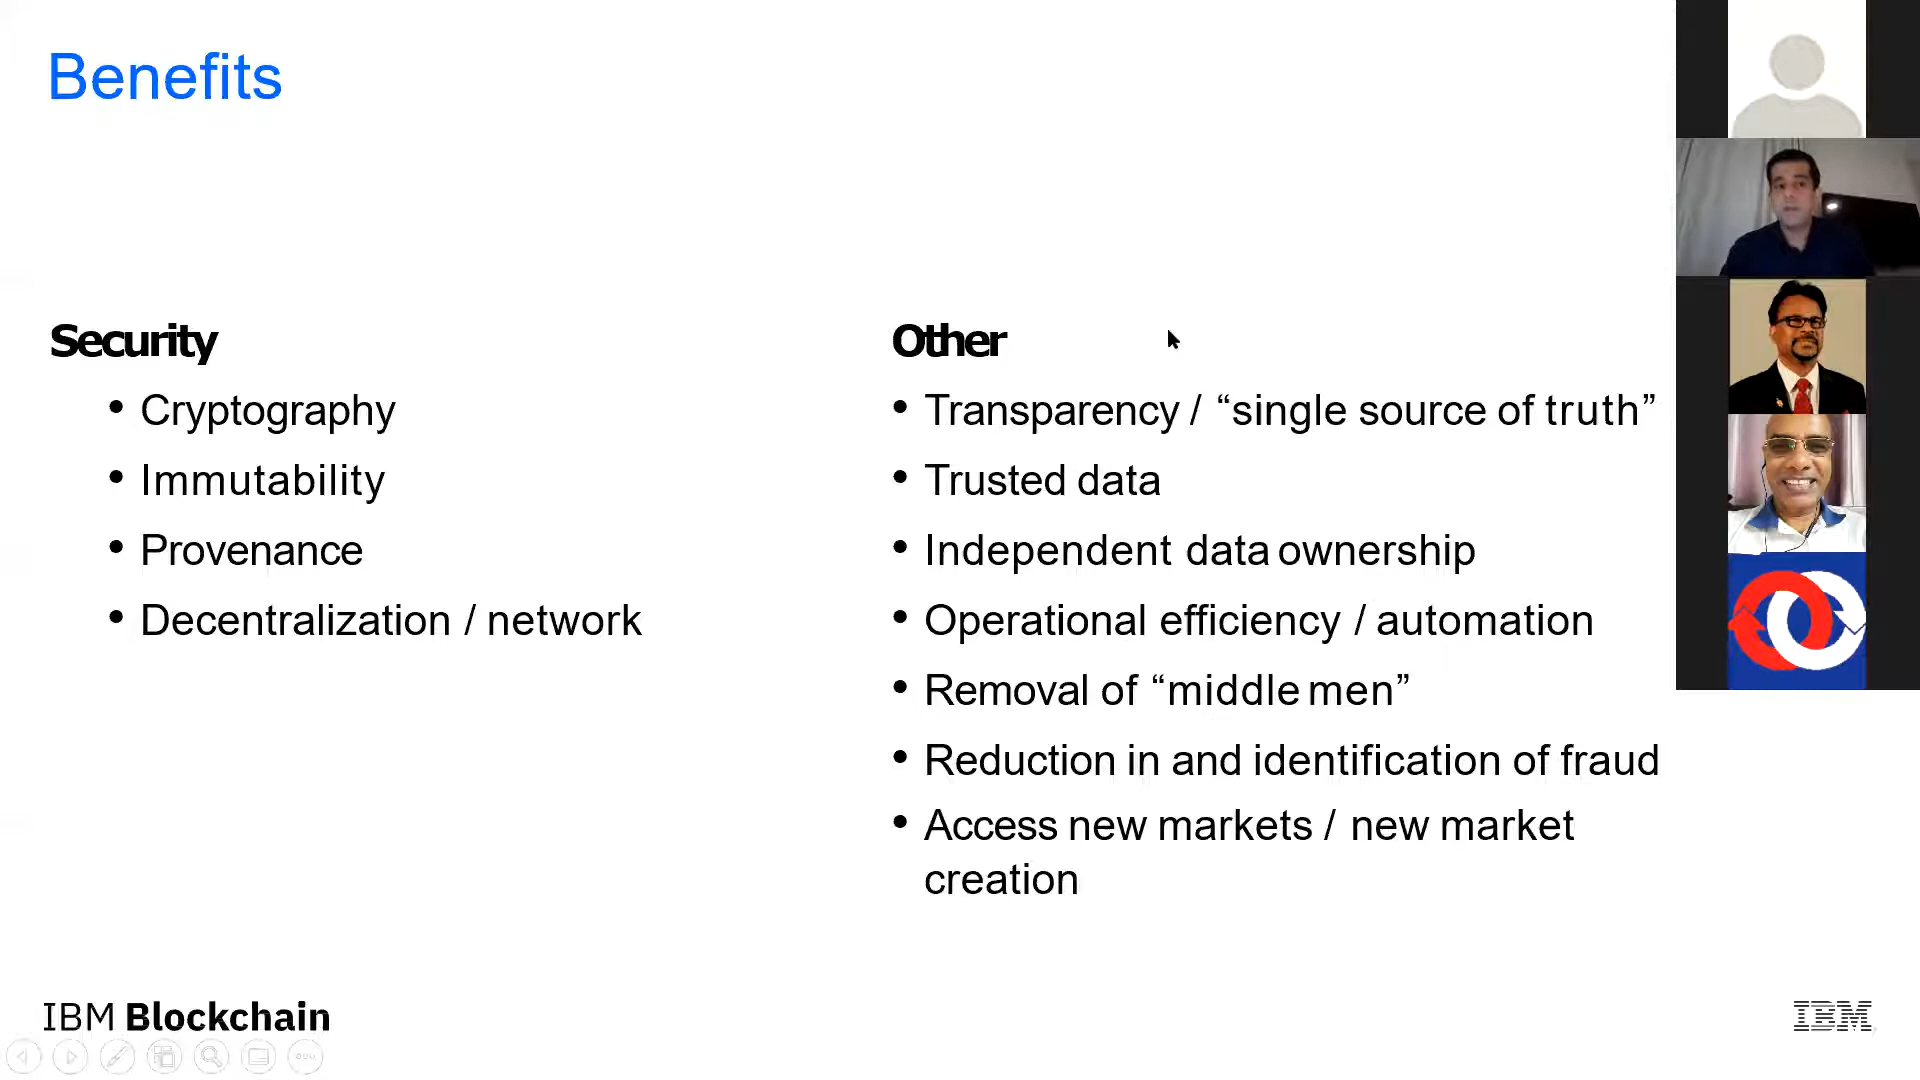 Benefits
Security
• Cryptography
• Immutability
• Provenance
• Decentralization / network
Other
• Transparency / “single source of truth”
• Trusted data
• Independent data ownership
• Operational efficiency / automation
• Removal of “middle men”
• Reduction in and identification of fraud
• Access new markets / new market
creation
IBM Blockchain
IBM